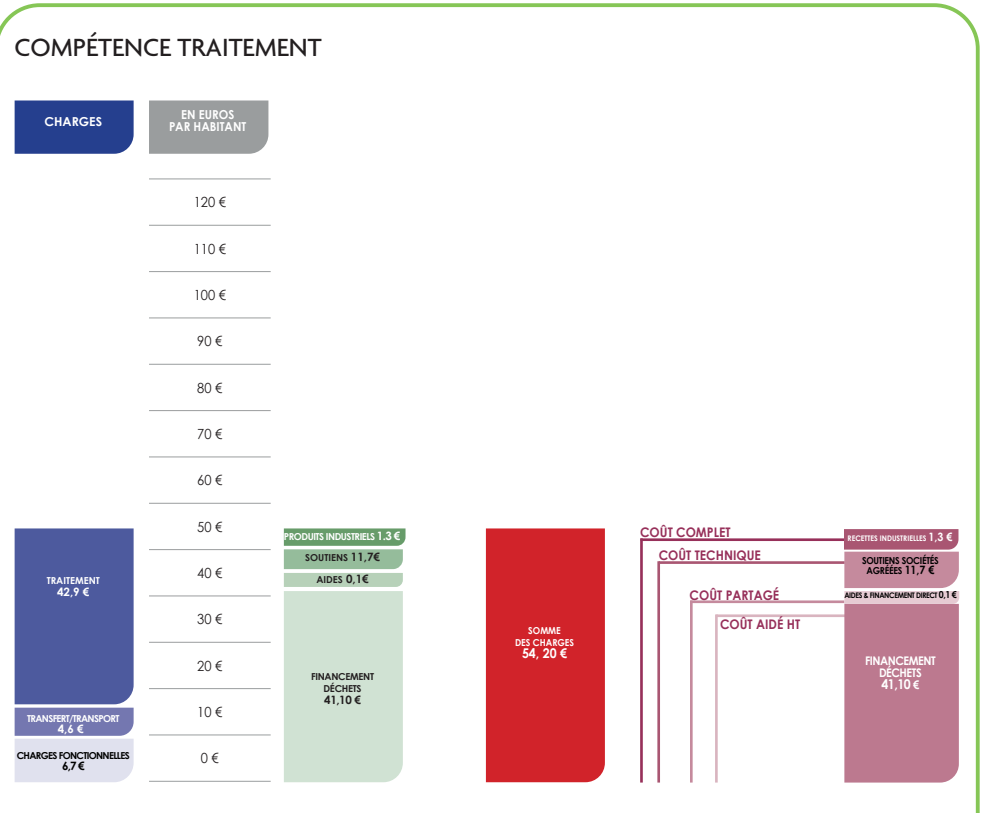 COMPÉTENCE TRAITEMENT
CHARGES
EN EUROS
PAR HABITANT
120 €
110 €
100 €
90 €
80 €
70 €
60 €
50 €
40 €
30 €
20 €
10 €
0 €
TRAITEMENT
42,9 €
TRANSFERT/TRANSPORT
4,6 €
CHARGES FONCTIONNELLES
6,7 €
PRODUITS INDUSTRIELS 1.3 €
SOUTIENS 11,7€
AIDES 0,1€
FINANCEMENT
DÉCHETS
41,10 €
SOMME
DES CHARGES
54, 20 €
COÛT COMPLET
COÛT TECHNIQUE
COÛT PARTAGÉ
COÛT AIDÉ HT
RECETTES INDUSTRIELLES 1,3 €
SOUTIENS SOCIÉTÉS
AGRÉÉES 11,7 €
AIDES & FINANCEMENT DIRECT 0,1 €
FINANCEMENT
DÉCHETS
41,10 €